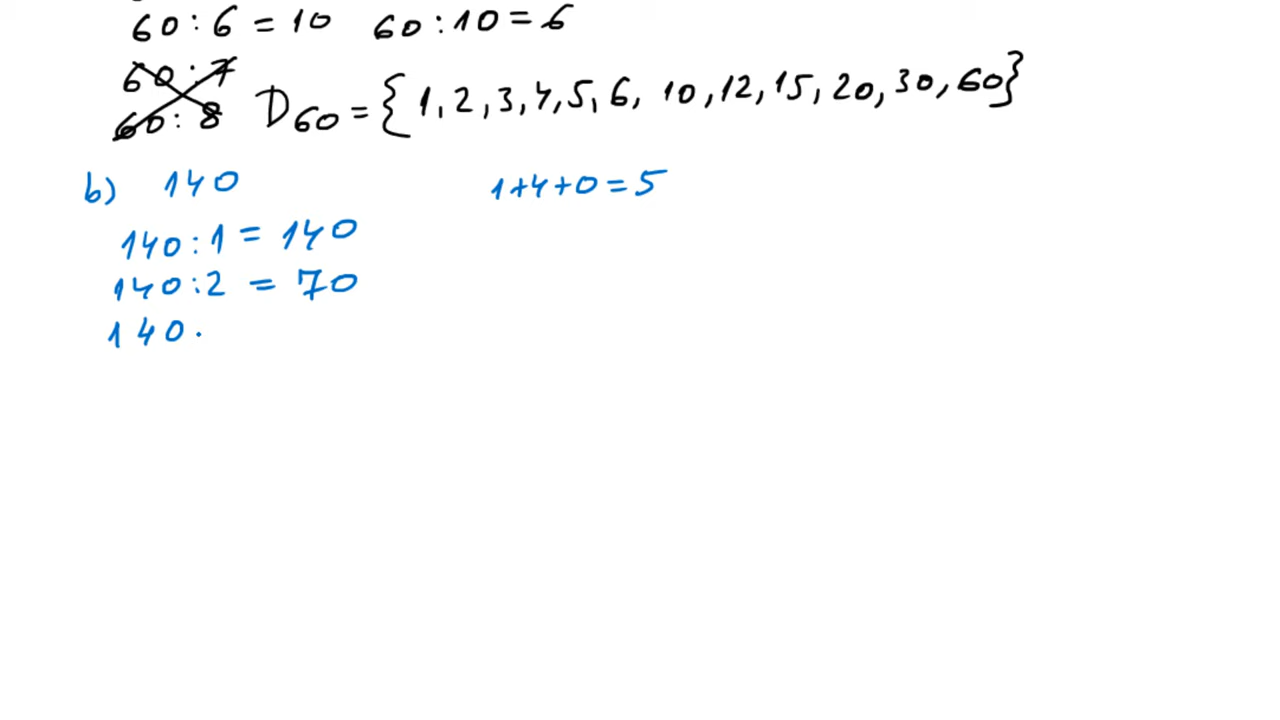 60 : 6 = 10 60 : 10 = 6
60 : 7
60 : 8 D60 = {1, 2, 3, 4, 5, 6, 10, 12, 15, 20, 30, 60}
b) 140 1+4+0=5
140 : 1 = 140
140 : 2 = 70
140 .